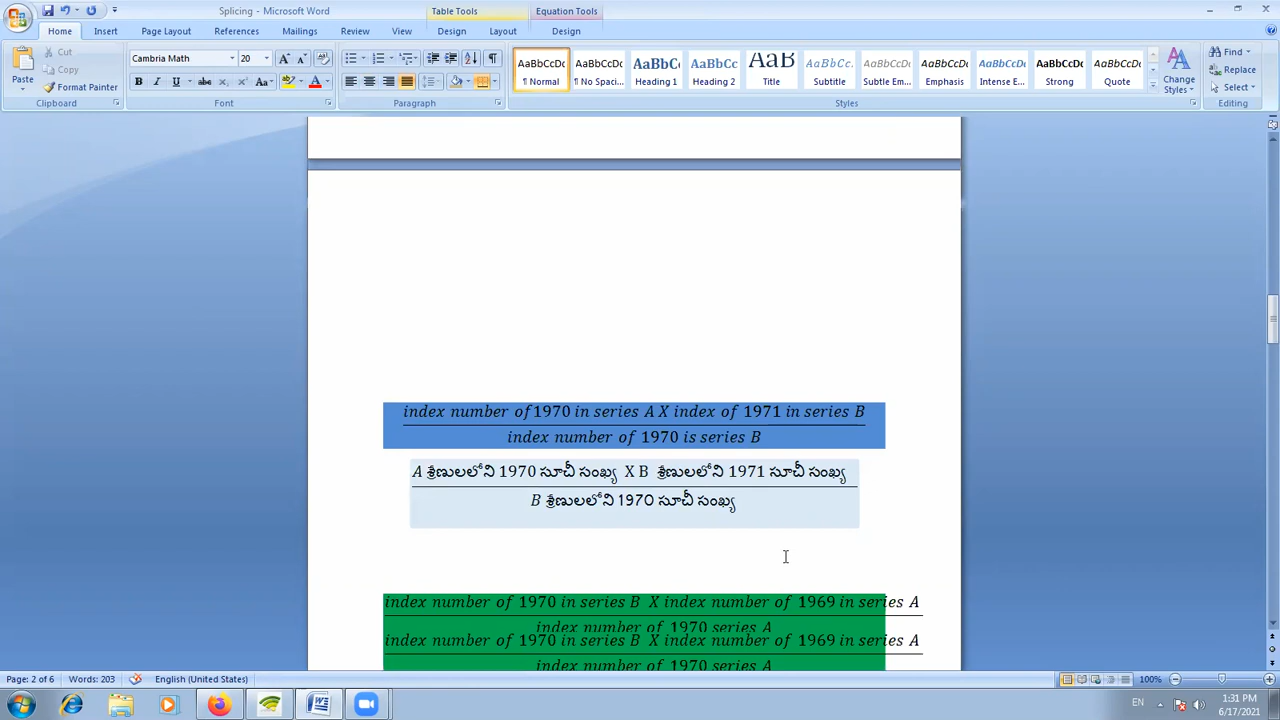 Splicing - Microsoft Word
Table Tools
Equation Tools
Home
Insert
Page Layout
References
Mailings
Review
View
Design
Layout
Design
Paste
Cut
Copy
Format Painter
Clipboard
Cambria Math
20
Font
Paragraph
AaBbCcDc
¶ Normal
AaBbCcDc
¶ No Spaci...
AaBbC(
Heading 1
AaBbCc
Heading 2
AaB
Title
AaBbCc.
Subtitle
AaBbCcDc
Subtle Em...
AaBbCcDc
Emphasis
AaBbCcDc
Intense E...
AaBbCcDc
Strong
AaBbCcDc
Quote
Styles
Change
Styles
Find
Replace
Select
Editing
index number of1970 in series A X index of 1971 in series B
index number of 1970 is series B
A శ్రేణులలోని 1970 సూచీ సంఖ్య X B శ్రేణులలోని 1971 సూచీ సంఖ్య
B శ్రేణులలోని 1970 సూచీ సంఖ్య
index number of 1970 in series B X index number of 1969 in series A
index number of 1970 series A
index number of 1970 in series B X index number of 1969 in series A
index number of 1970 series A
Page: 2 of 6
Words: 203
English (United States)
100%
EN
1:31 PM
6/17/2021